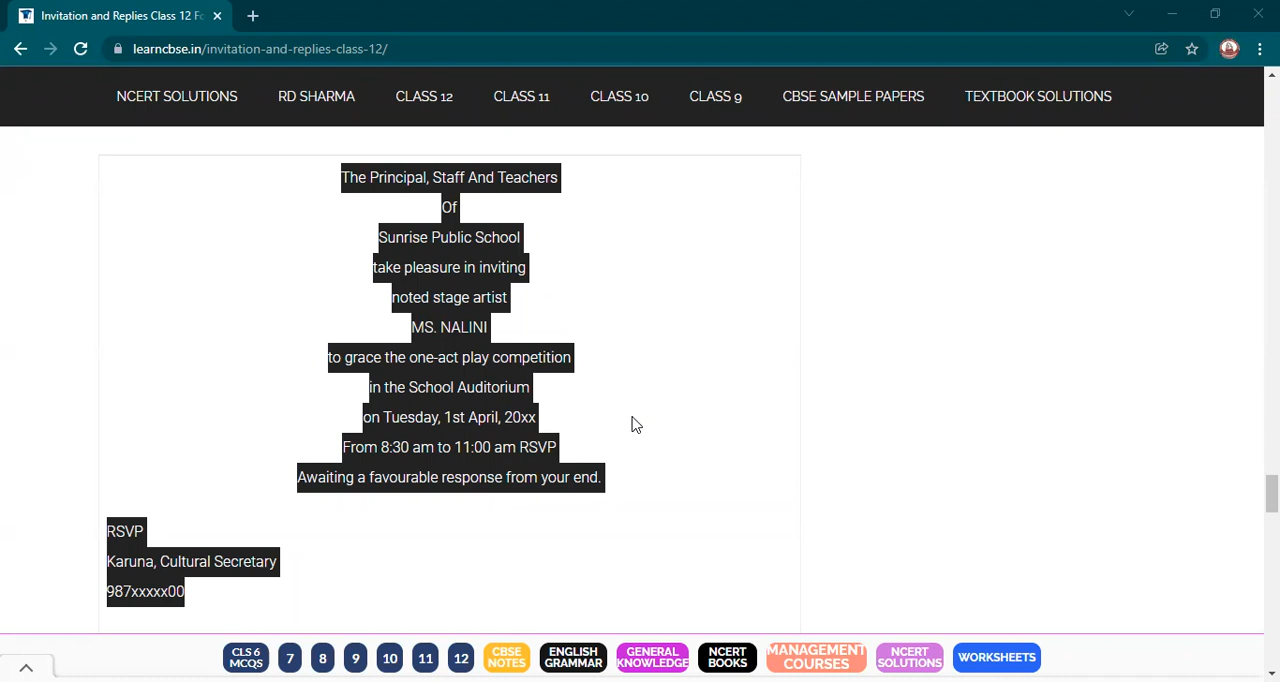 Invitation and Replies Class 12 Fo
learncbse.in/invitation-and-replies-class-12/
NCERT SOLUTIONS RD SHARMA CLASS 12 CLASS 11 CLASS 10 CLASS 9 CBSE SAMPLE PAPERS TEXTBOOK SOLUTIONS
The Principal, Staff And Teachers
Of
Sunrise Public School
take pleasure in inviting
noted stage artist
MS. NALINI
to grace the one-act play competition
in the School Auditorium
on Tuesday, 1st April, 20xx
From 8:30 am to 11:00 am RSVP
Awaiting a favourable response from your end.
RSVP
Karuna, Cultural Secretary
987xxxxx00
CLS 6 MCQS 7 8 9 10 11 12 CBSE NOTES ENGLISH GRAMMAR GENERAL KNOWLEDGE NCERT BOOKS MANAGEMENT COURSES NCERT SOLUTIONS WORKSHEETS